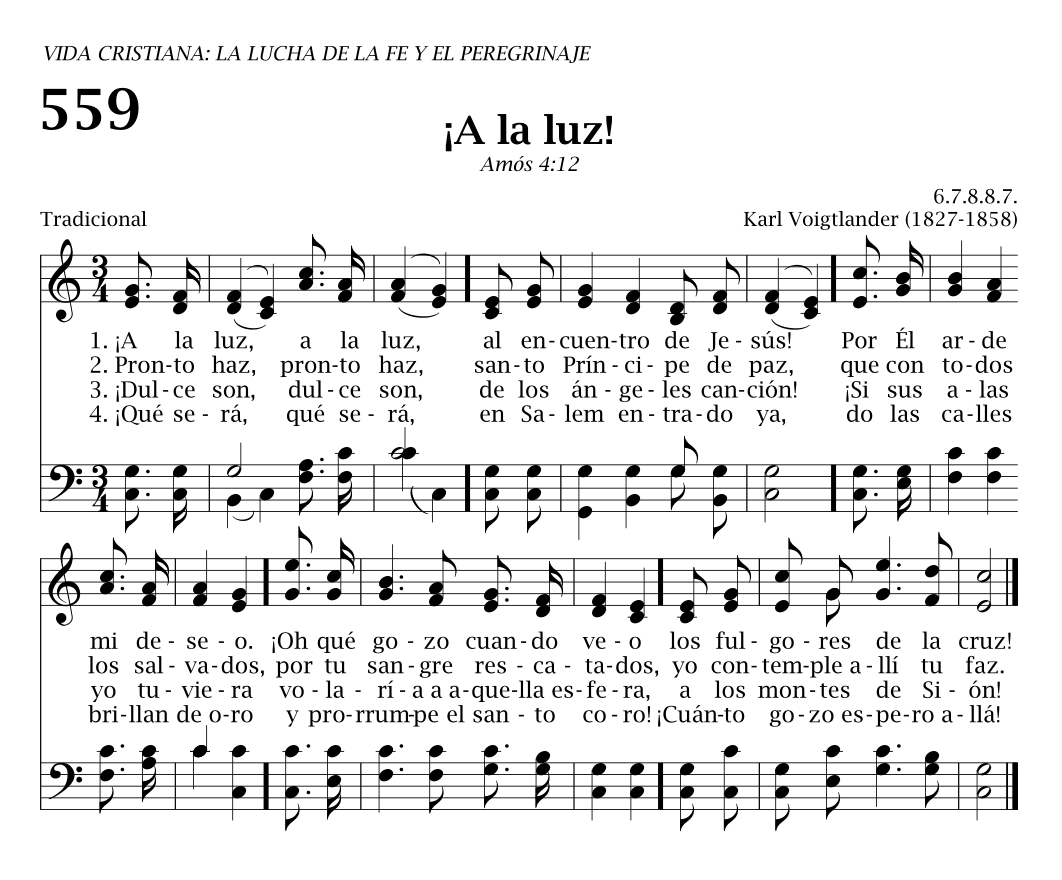 VIDA CRISTIANA: LA LUCHA DE LA FE Y EL PEREGRINAJE
559
¡A la luz!
Amós 4:12
6.7.8.8.7.
Tradicional Karl Voigtlander (1827-1858)
1. ¡A la luz, a la luz, al en-cuen-tro de Je-sús! Por Él ar-de
2. Pron-to haz, pron-to haz, san-to Prín-ci-pe de paz, que con to-dos
3. ¡Dul-ce son, dul-ce son, de los án-ge-les can-ción! ¡Si sus a-las
4. ¡Qué se-rá, qué se-rá, en Sa-lem en-tra-do ya, do las ca-lles
mi de-se-o. ¡Oh qué go-zo cuan-do ve-o los ful-go-res de la cruz!
los sal-va-dos, por tu san-gre res-ca-ta-dos, yo con-tem-ple a-llí tu faz.
yo tu-vie-ra vo-la-rí-a a a-que-lla es-fe-ra, a los mon-tes de Si-ón!
bri-llan de o-ro y pro-rrum-pe el san-to co-ro! ¡Cuán-to go-zo es-pe-ro a-llá!